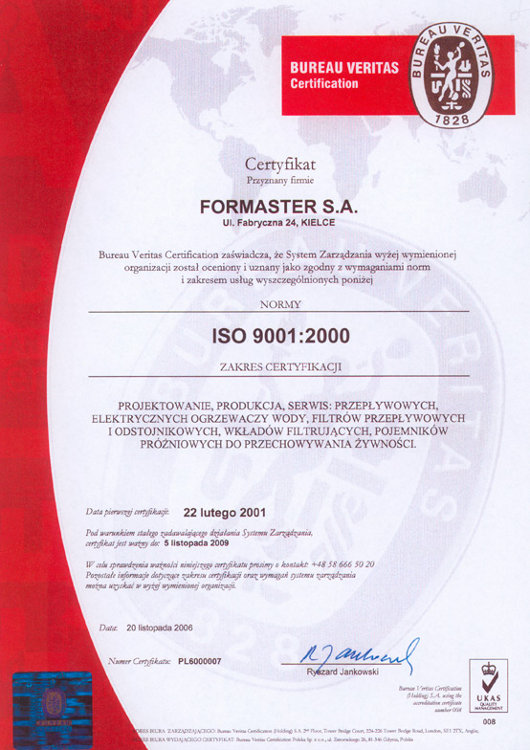 BUREAU VERITAS
Certification
BUREAU VERITAS
1828
Certyfikat
Przyznany firmie
FORMASTER S.A.
Ul. Fabryczna 24, KIELCE
Bureau Veritas Certification zaświadcza, że System Zarządzania wyżej wymienionej
organizacji został oceniony i uznany jako zgodny z wymaganiami norm
i zakresem usług wyszczególnionych poniżej
NORMY
ISO 9001:2000
ZAKRES CERTYFIKACJI
PROJEKTOWANIE, PRODUKCJA, SERWIS: PRZEPŁYWOWYCH,
ELEKTRYCZNYCH OGRZEWACZY WODY, FILTRÓW PRZEPŁYWOWYCH
I ODSTOJNIKOWYCH, WKŁADÓW FILTRUJĄCYCH, POJEMNIKÓW
PRÓŻNIOWYCH DO PRZECHOWYWANIA ŻYWNOŚCI.
Data pierwszej certyfikacji: 22 lutego 2001
Pod warunkiem stałego zadawalającego działania Systemu Zarządzania,
certyfikat jest ważny do: 5 listopada 2009
W celu sprawdzenia ważności niniejszego certyfikatu prosimy o kontakt: +48 58 666 50 20
Pozostałe informacje dotyczące zakresu certyfikacji oraz wymagań systemu zarządzania
można uzyskać w wyżej wymienionej organizacji.
Data: 20 listopada 2006
Numer Certyfikatu: PL6000007
Ryszard Jankowski
Bureau Veritas Certification
(Holding) S.A. using the
accreditation certificate
number 008
UKAS
QUALITY
MANAGEMENT
008
ADRES BIURA ZARZĄDZAJĄCEGO: Bureau Veritas Certification (Holding) S.A. 2nd Floor, Tower Bridge Court, 224-226 Tower Bridge Road, London, SE1 2TX, Anglia,
ADRES BIURA WYDAJĄCEGO CERTYFIKAT: Bureau Veritas Certification Polska Sp. z o.o., ul. 81-346 Gdynia, Polska